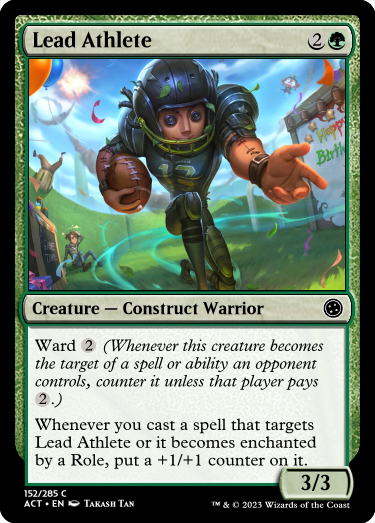 Lead Athlete 2
Happy
Birth
12
Creature — Construct Warrior
Ward 2 (Whenever this creature becomes
the target of a spell or ability an opponent
controls, counter it unless that player pays
2.)
Whenever you cast a spell that targets
Lead Athlete or it becomes enchanted
by a Role, put a +1/+1 counter on it.
3/3
152/285 C
ACT • EN Takash Tan
™ & © 2023 Wizards of the Coast